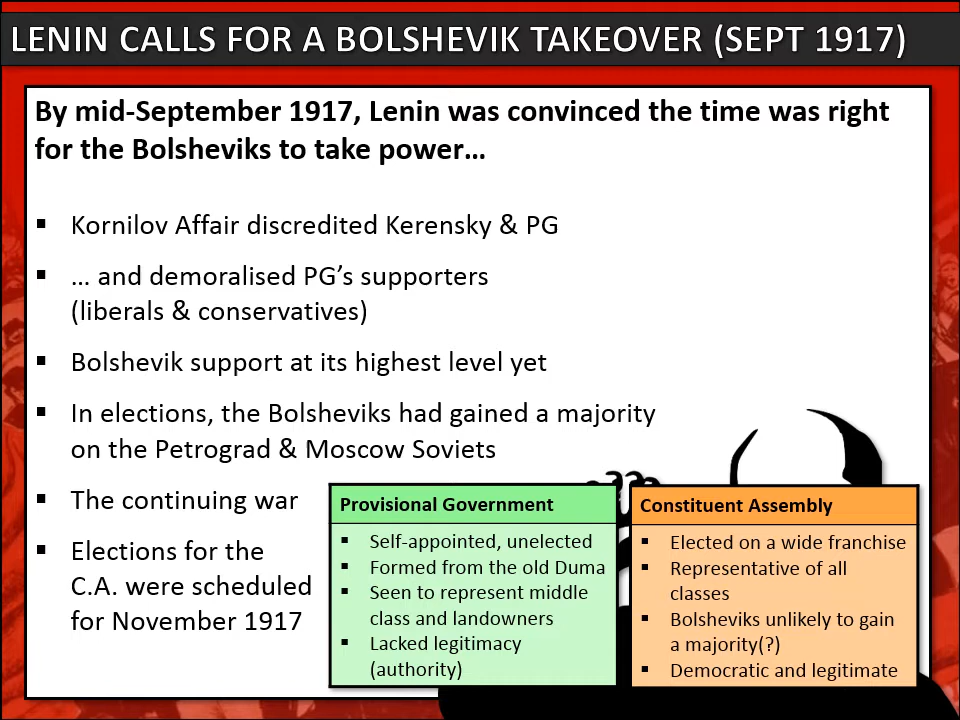 LENIN CALLS FOR A BOLSHEVIK TAKEOVER (SEPT 1917)
By mid-September 1917, Lenin was convinced the time was right
for the Bolsheviks to take power…
▪ Kornilov Affair discredited Kerensky & PG
▪ … and demoralised PG’s supporters
(liberals & conservatives)
▪ Bolshevik support at its highest level yet
▪ In elections, the Bolsheviks had gained a majority
on the Petrograd & Moscow Soviets
▪ The continuing war
▪ Elections for the
C.A. were scheduled
for November 1917
Provisional Government
▪ Self-appointed, unelected
▪ Formed from the old Duma
▪ Seen to represent middle
class and landowners
▪ Lacked legitimacy
(authority)
Constituent Assembly
▪ Elected on a wide franchise
▪ Representative of all
classes
▪ Bolsheviks unlikely to gain
a majority(?)
▪ Democratic and legitimate